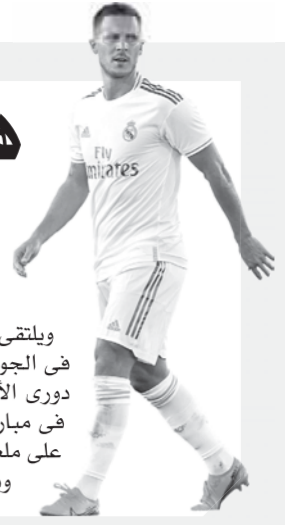 Fly
Emirates
ويلتقى
فى الجو
دورى الأ
فى مبار
على ملع